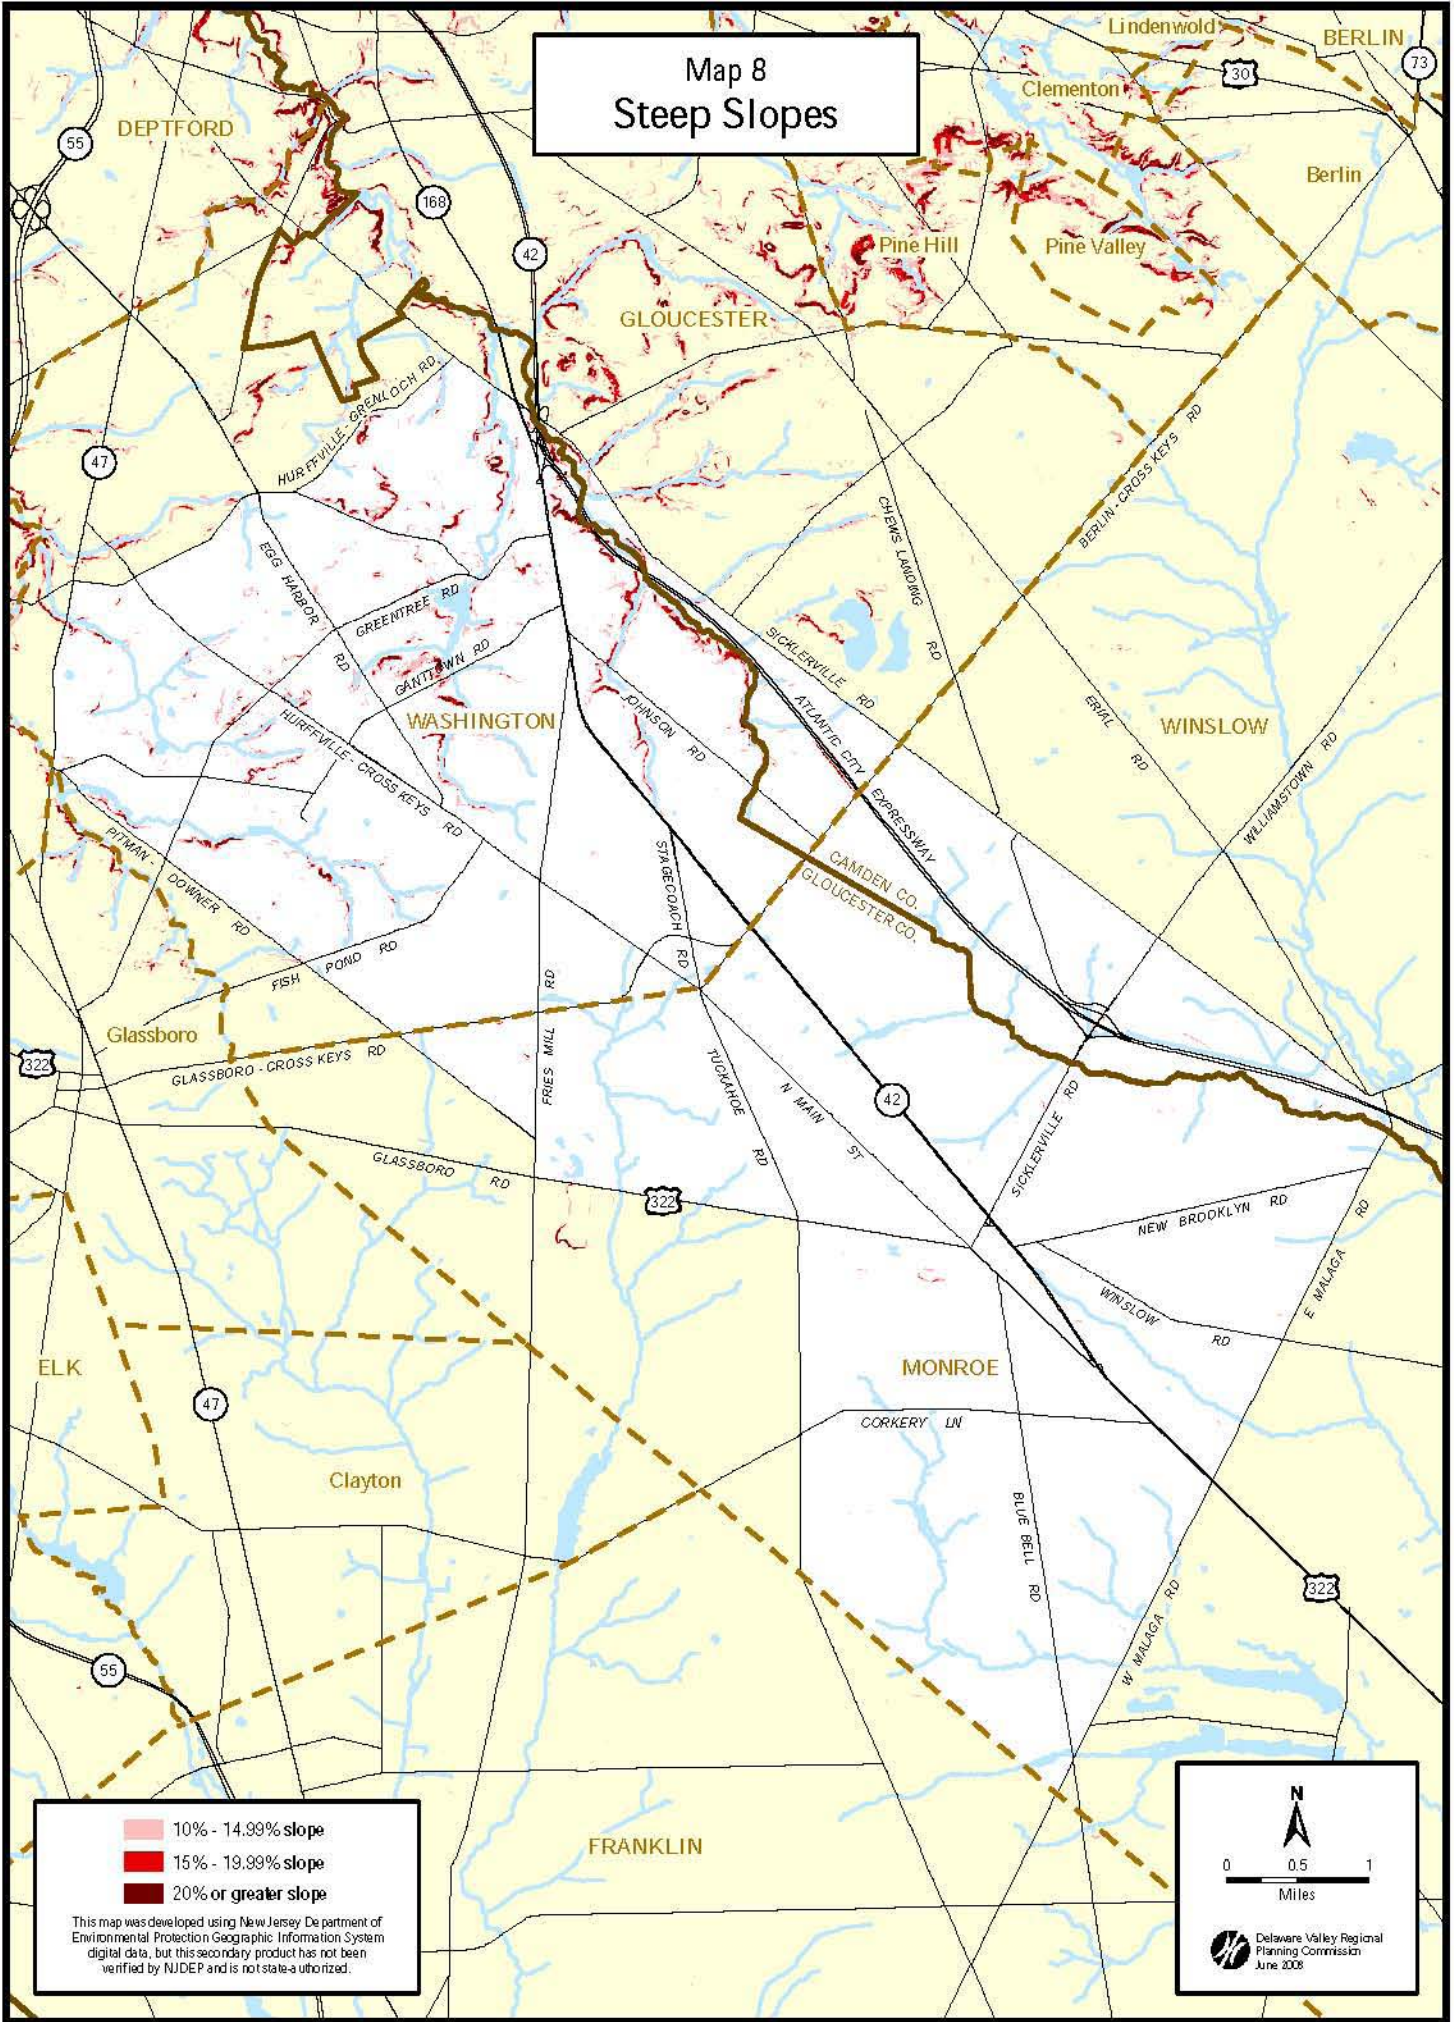 Map 8
Steep Slopes
Lindenwold
BERLIN
73
30
Clementon
DEPTFORD
55
Berlin
168
42
Pine Hill
Pine Valley
GLOUCESTER
HURFFVILLE - GRENLOCH RD
47
BERLIN - CROSS KEYS RD
CHEWS LANDING RD
EGG HARBOR RD
GREENTREE RD
GANTTOWN RD
SICKLERVILLE RD
JOHNSON RD
ATLANTIC CITY EXPRESSWAY
ERIAL RD
WINSLOW
WASHINGTON
HURFFVILLE - CROSS KEYS RD
WILLIAMSTOWN RD
PITMAN - DOWNER RD
STAGECOACH RD
CAMDEN CO.
GLOUCESTER CO.
FISH POND RD
FRIES MILL RD
Glassboro
322
GLASSBORO - CROSS KEYS RD
TUCKAHOE RD
N MAIN ST
42
SICKLERVILLE RD
GLASSBORO RD
322
NEW BROOKLYN RD
E MALAGA RD
WINSLOW RD
ELK
47
MONROE
CORKERY LN
Clayton
BLUE BELL RD
W MALAGA RD
322
55
FRANKLIN
10% - 14.99% slope
15% - 19.99% slope
20% or greater slope
This map was developed using New Jersey Department of
Environmental Protection Geographic Information System
digital data, but this secondary product has not been
verified by NJDEP and is not state-authorized.
N
0 0.5 1
Miles
Delaware Valley Regional
Planning Commission
June 2008